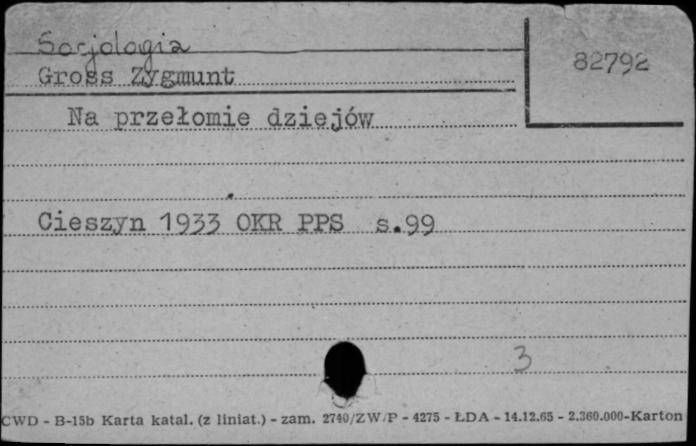 Socjologia
82792
Gross Zygmunt
Na przełomie dziejów
Cieszyn 1933 OKR PPS s.99
3
CWD - B-15b Karta katal. (z liniat.) - zam. 2740/ZW/P - 4275 - ŁDA - 14.12.65 - 2.360.000-Karton